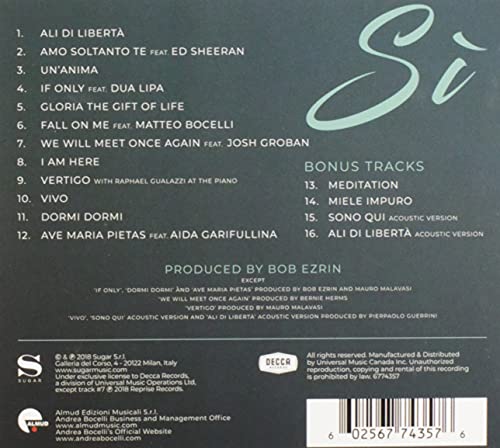 Sì
1. ALI DI LIBERTÀ
2. AMO SOLTANTO TE FEAT. ED SHEERAN
3. UN'ANIMA
4. IF ONLY FEAT. DUA LIPA
5. GLORIA THE GIFT OF LIFE
6. FALL ON ME FEAT. MATTEO BOCELLI
7. WE WILL MEET ONCE AGAIN FEAT. JOSH GROBAN
8. I AM HERE
9. VERTIGO WITH RAPHAEL GUALAZZI AT THE PIANO
10. VIVO
11. DORMI DORMI
12. AVE MARIA PIETAS FEAT. AIDA GARIFULLINA
BONUS TRACKS
13. MEDITATION
14. MIELE IMPURO
15. SONO QUI ACOUSTIC VERSION
16. ALI DI LIBERTÀ ACOUSTIC VERSION
PRODUCED BY BOB EZRIN
EXCEPT
'IF ONLY', 'DORMI DORMI' AND 'AVE MARIA PIETAS' PRODUCED BY BOB EZRIN AND MAURO MALAVASI
'WE WILL MEET ONCE AGAIN' PRODUCED BY BERNIE HERMS
'VERTIGO' PRODUCED BY MAURO MALAVASI
'VIVO', 'SONO QUI' ACOUSTIC VERSION AND 'ALI DI LIBERTÀ' ACOUSTIC VERSION PRODUCED BY PIERPAOLO GUERRINI
S
SUGAR
© & ℗ 2018 Sugar S.r.l.
Galleria del Corso, 4 - 20122 Milan, Italy
www.sugarmusic.com
Under exclusive license to Decca Records,
a division of Universal Music Operations Ltd,
except track #7 ℗ 2018 Reprise Records.
DECCA
RECORDS
All rights reserved. Manufactured & Distributed
by Universal Music Canada Inc. Unauthorized
reproduction, copying and rental of this recording
is prohibited by law. 6774357
ALMUD
Almud Edizioni Musicali S.r.l.
Andrea Bocelli Business and Management Office
www.almudmusic.com
Andrea Bocelli's Official Website
www.andreabocelli.com
6 02567 74357 6